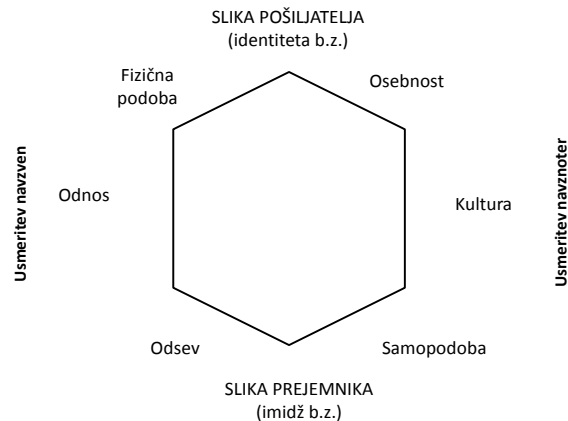 SLIKA POŠILJATELJA
(identiteta b.z.)
Fizična
podoba
Osebnost
Usmeritev navzven
Odnos
Kultura
Usmeritev navznoter
Odsev
Samopodoba
SLIKA PREJEMNIKA
(imidž b.z.)